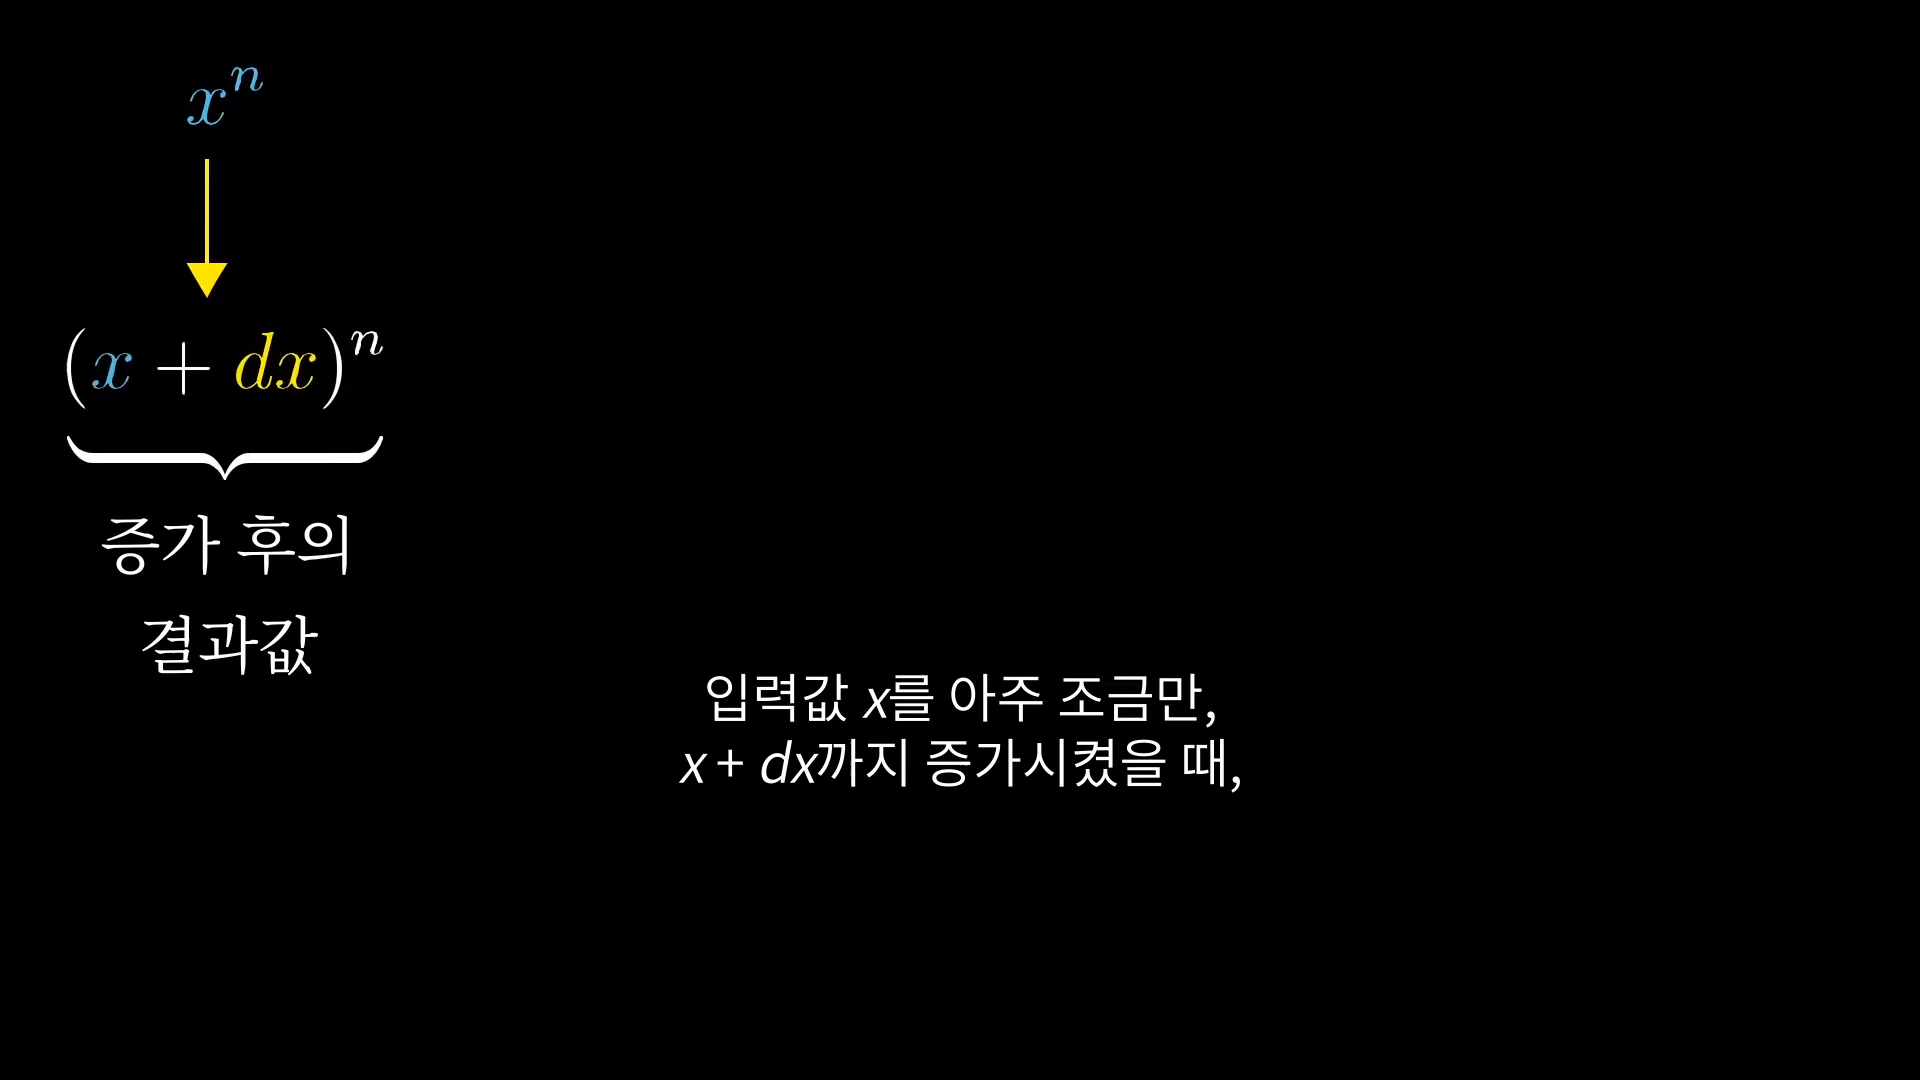 xⁿ
(x + dx)ⁿ
증가 후의
결과값
입력값 x를 아주 조금만,
x + dx까지 증가시켰을 때,